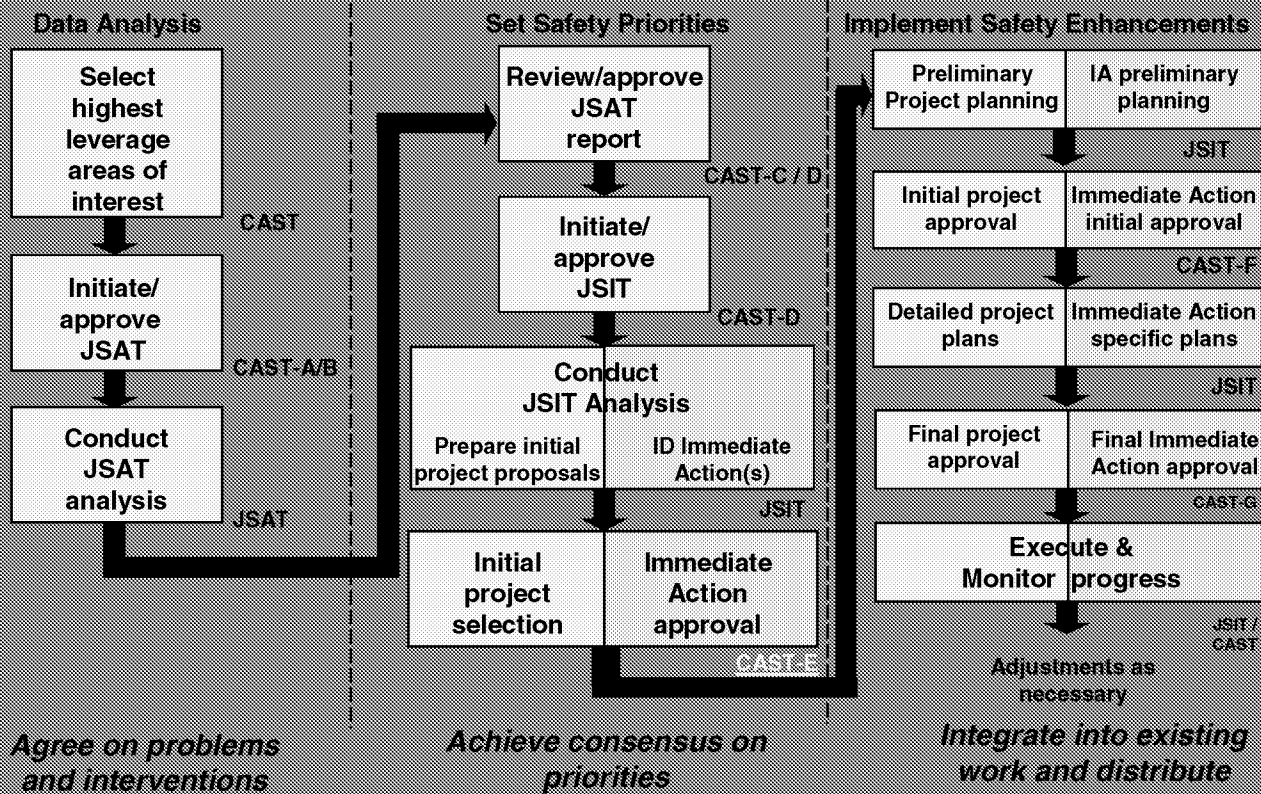 Data Analysis
Select
highest
leverage
areas of
interest
CAST
Initiate/
approve
JSAT
CAST-A/B
Conduct
JSAT
analysis
JSAT
Agree on problems
and interventions
Set Safety Priorities
Review/approve
JSAT
report
CAST-C / D
Initiate/
approve
JSIT
CAST-D
Conduct
JSIT Analysis
Prepare initial
project proposals
ID Immediate
Action(s)
JSIT
Initial
project
selection
Immediate
Action
approval
CAST-E
Achieve consensus on
priorities
Implement Safety Enhancements
Preliminary
Project planning
IA preliminary
planning
JSIT
Initial project
approval
Immediate Action
initial approval
CAST-F
Detailed project
plans
Immediate Action
specific plans
JSIT
Final project
approval
Final Immediate
Action approval
CAST-G
Execute &
Monitor progress
JSIT /
CAST
Adjustments as
necessary
Integrate into existing
work and distribute